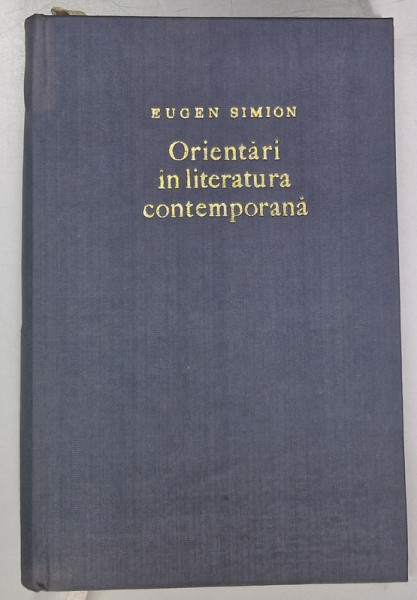 EUGEN SIMION
Orientări
în literatura
contemporană